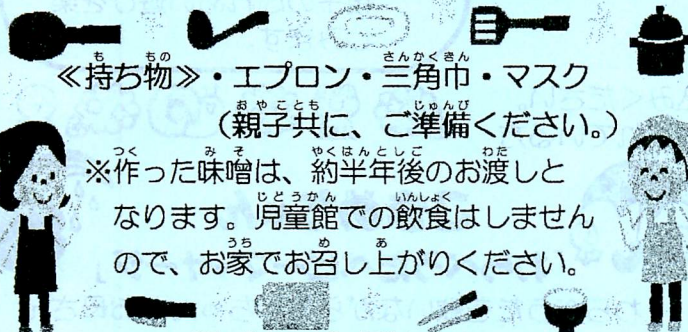 ≪持ち物≫・エプロン・三角巾・マスク
(親子共に、ご準備ください。)
※作った味噌は、約半年後のお渡しと
なります。児童館での飲食はしません
ので、お家でお召し上がりください。